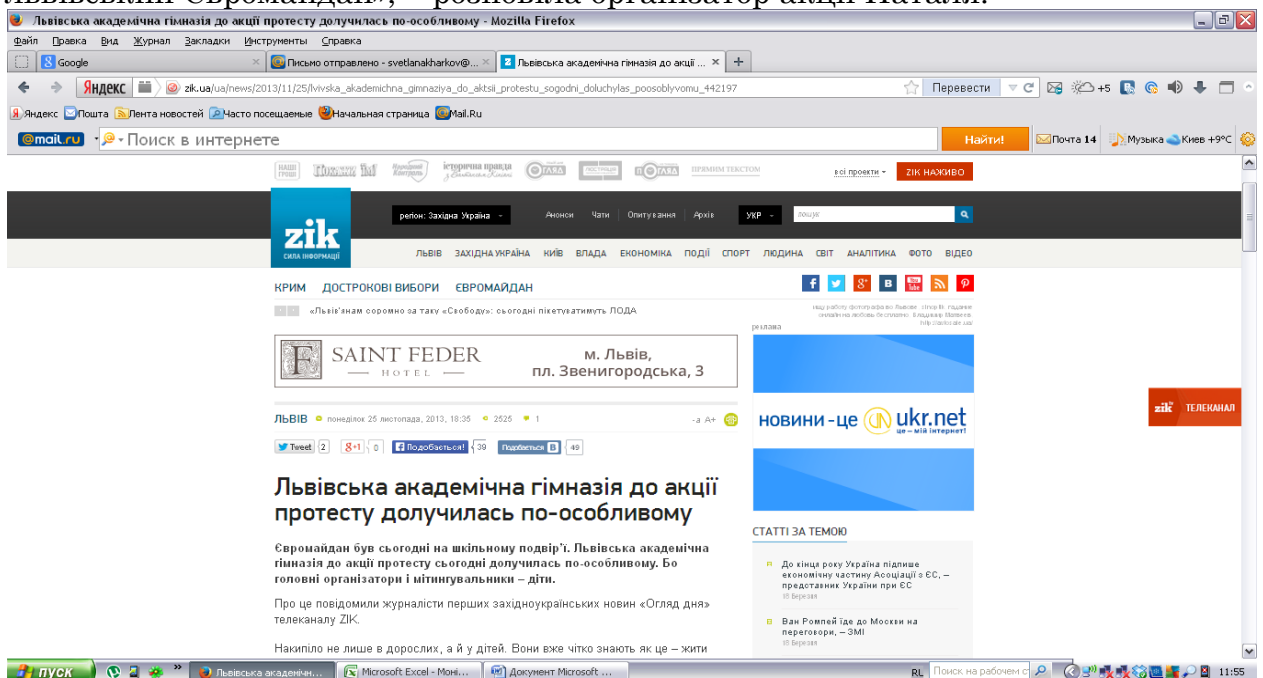 львівський Євромайдан», – розповіла організатор акції Наталя.
Львівська академічна гімназія до акції протесту долучилась по-особливому - Mozilla Firefox
Файл Правка Вид Журнал Закладки Инструменты Справка
Google
Письмо отправлено - svetlanakharkov@...
Львівська академічна гімназія до акції ...
Яндекс
zik.ua/ua/news/2013/11/25/lvivska_akademichna_gimnaziya_do_aktsii_protestu_sogodni_doluchylas_poosoblyvomu_442197
Перевести
+5
Яндекс Пошта Лента новостей Часто посещаемые Начальная страница Mail.Ru
@mail.ru Поиск в интернете Найти! Почта 14 Музыка Киев +9°C
НАШІ ГРОШІ
історична правда
ПРЯМИМ ТЕКСТОМ
всі проекти
ZIK НАЖИВО
zik
СИЛА ІНФОРМАЦІЇ
регіон: Західна Україна
Анонси Чати Опитування Архів
УКР
пошук
ЛЬВІВ ЗАХІДНА УКРАЇНА КИЇВ ВЛАДА ЕКОНОМІКА ПОДІЇ СПОРТ ЛЮДИНА СВІТ АНАЛІТИКА ФОТО ВІДЕО
КРИМ ДОСТРОКОВІ ВИБОРИ ЄВРОМАЙДАН
«Львів'янам соромно за таку «Свободу»: сьогодні пікетуватимуть ЛОДА
реклама
SAINT FEDER
HOTEL
м. Львів,
пл. Звенигородська, 3
ЛЬВІВ понеділок 25 листопада, 2013, 18:35 2525 1
-a A+
Tweet 2 +1 0 Подобається! 39 Подобається 49
новини - це ukr.net
це – мій інтернет!
zik ТЕЛЕКАНАЛ
Львівська академічна гімназія до акції
протесту долучилась по-особливому
Євромайдан був сьогодні на шкільному подвір'ї. Львівська академічна
гімназія до акції протесту сьогодні долучилась по-особливому. Бо
головні організатори і мітингувальники – діти.
Про це повідомили журналісти перших західноукраїнських новин «Огляд дня»
телеканалу ZIK.
Накипіло не лише в дорослих, а й у дітей. Вони вже чітко знають як це – жити
СТАТТІ ЗА ТЕМОЮ
До кінця року Україна підпише
економічну частину Асоціації з ЄС, –
представник України при ЄС
Ван Ромпей їде до Москви на
переговори, – ЗМІ
пуск
Львівська академічн...
Microsoft Excel - Моні...
Документ Microsoft ...
RL
Поиск на рабочем ст
11:55